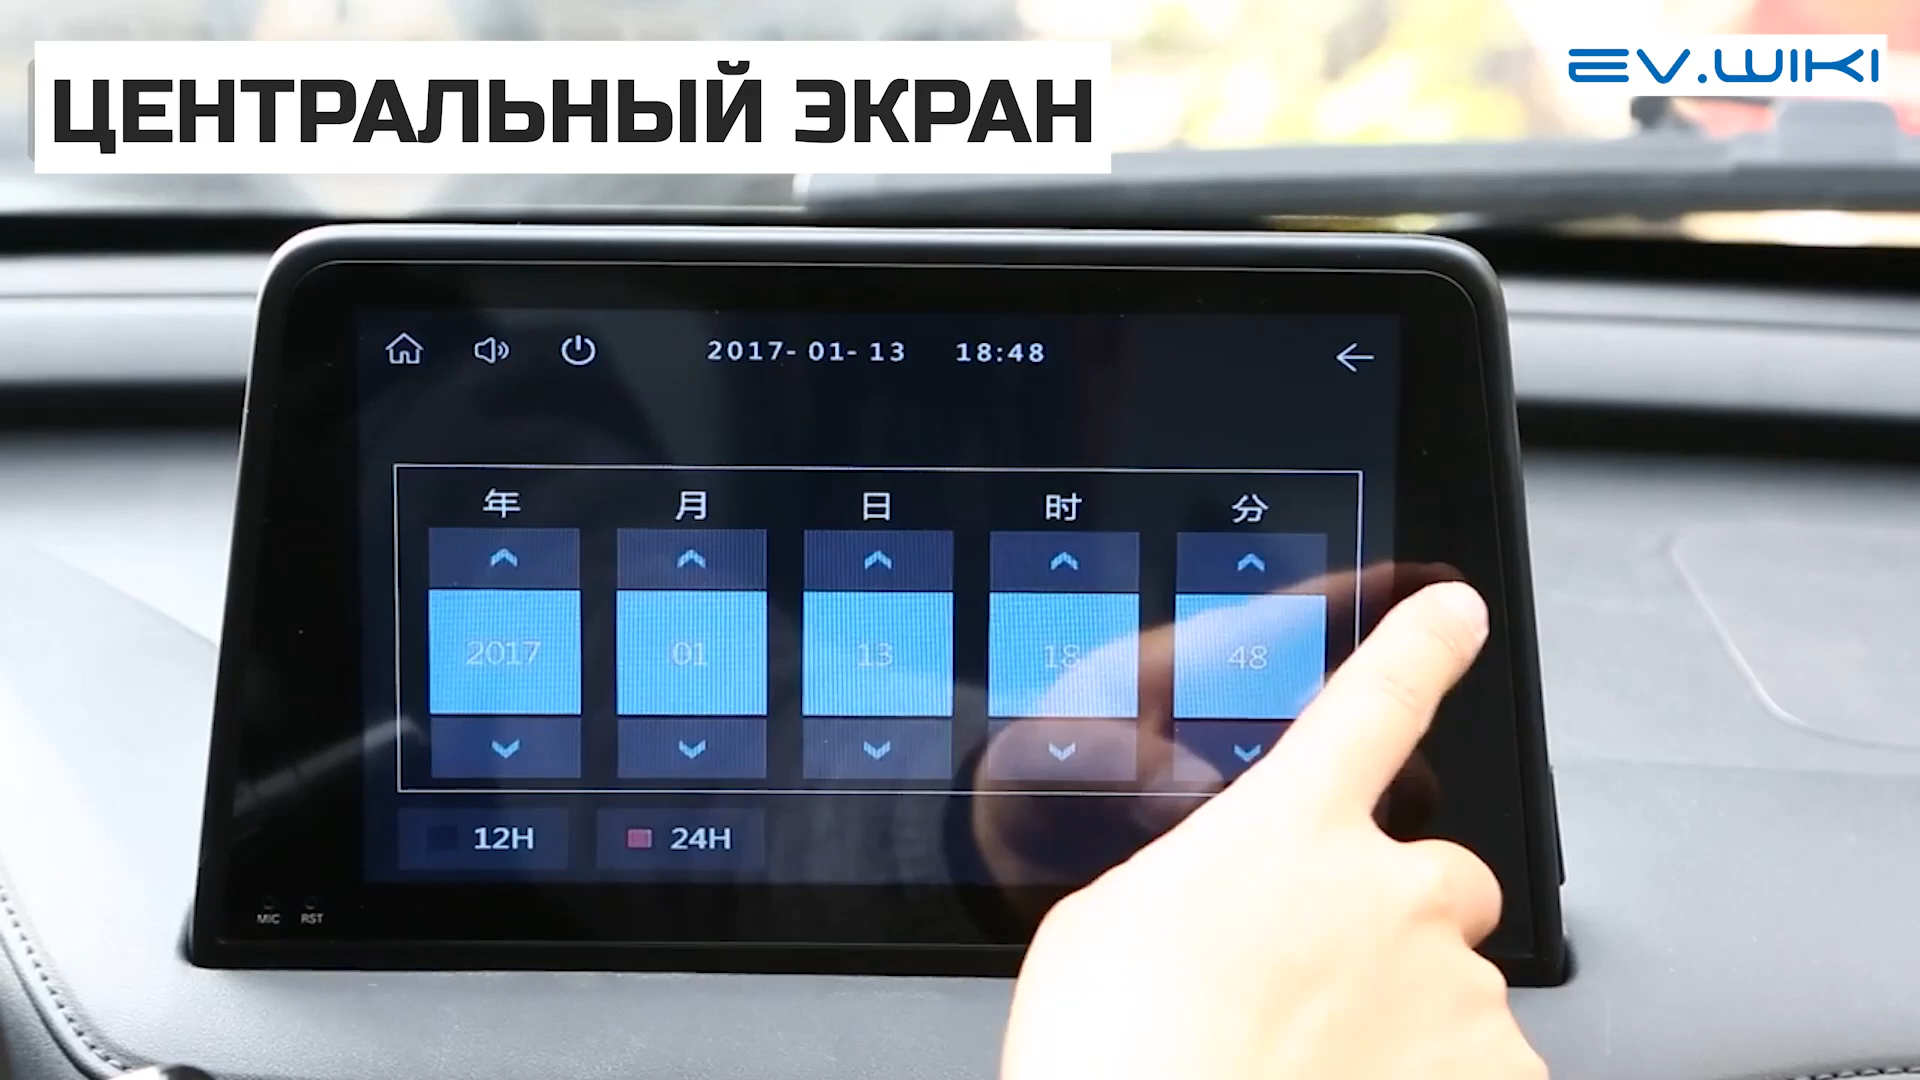 ЦЕНТРАЛЬНЫЙ ЭКРАН
EV.WIKI
2017-01-13 18:48
年 月 日 时 分
2017 01 13 18 48
12H 24H
MIC RST